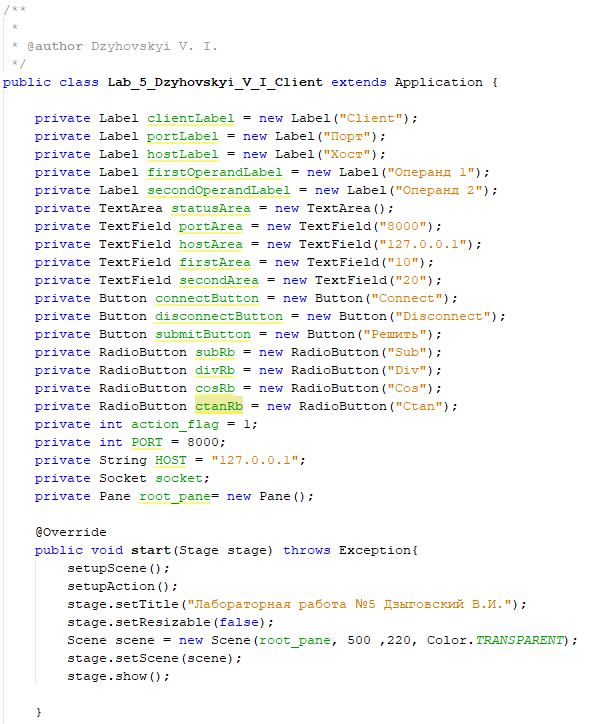 /**
 *
 * @author Dzyhovskyi V. I.
 */
public class Lab_5_Dzyhovskyi_V_I_Client extends Application {
    private Label clientLabel = new Label("Client");
    private Label portLabel = new Label("Порт");
    private Label hostLabel = new Label("Хост");
    private Label firstOperandLabel = new Label("Операнд 1");
    private Label secondOperandLabel = new Label("Операнд 2");
    private TextArea statusArea = new TextArea();
    private TextField portArea = new TextField("8000");
    private TextField hostArea = new TextField("127.0.0.1");
    private TextField firstArea = new TextField("10");
    private TextField secondArea = new TextField("20");
    private Button connectButton = new Button("Connect");
    private Button disconnectButton = new Button("Disconnect");
    private Button submitButton = new Button("Решить");
    private RadioButton subRb = new RadioButton("Sub");
    private RadioButton divRb = new RadioButton("Div");
    private RadioButton cosRb = new RadioButton("Cos");
    private RadioButton ctanRb = new RadioButton("Ctan");
    private int action_flag = 1;
    private int PORT = 8000;
    private String HOST = "127.0.0.1";
    private Socket socket;
    private Pane root_pane= new Pane();
    @Override
    public void start(Stage stage) throws Exception{
        setupScene();
        setupAction();
        stage.setTitle("Лабораторная работа №5 Дзыговский В.И.");
        stage.setResizable(false);
        Scene scene = new Scene(root_pane, 500 ,220, Color.TRANSPARENT);
        stage.setScene(scene);
        stage.show();
    }